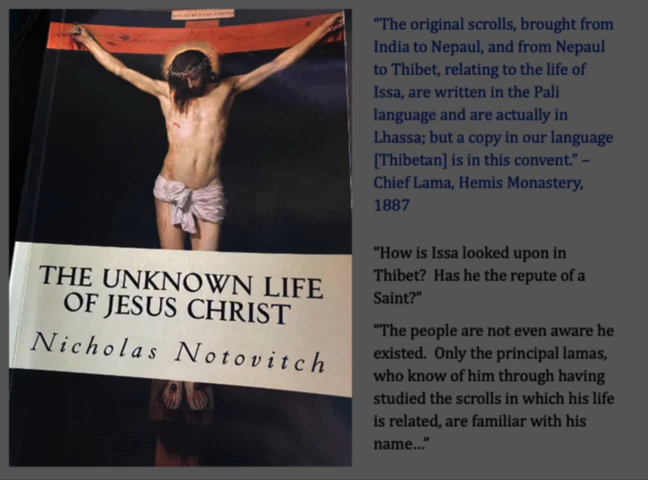 THE UNKNOWN LIFE
OF JESUS CHRIST
Nicholas Notovitch
“The original scrolls, brought from
India to Nepaul, and from Nepaul
to Thibet, relating to the life of
Issa, are written in the Pali
language and are actually in
Lhassa; but a copy in our language
[Thibetan] is in this convent.” –
Chief Lama, Hemis Monastery,
1887
“How is Issa looked upon in
Thibet?  Has he the repute of a
Saint?”
“The people are not even aware he
existed.  Only the principal lamas,
who know of him through having
studied the scrolls in which his life
is related, are familiar with his
name…”